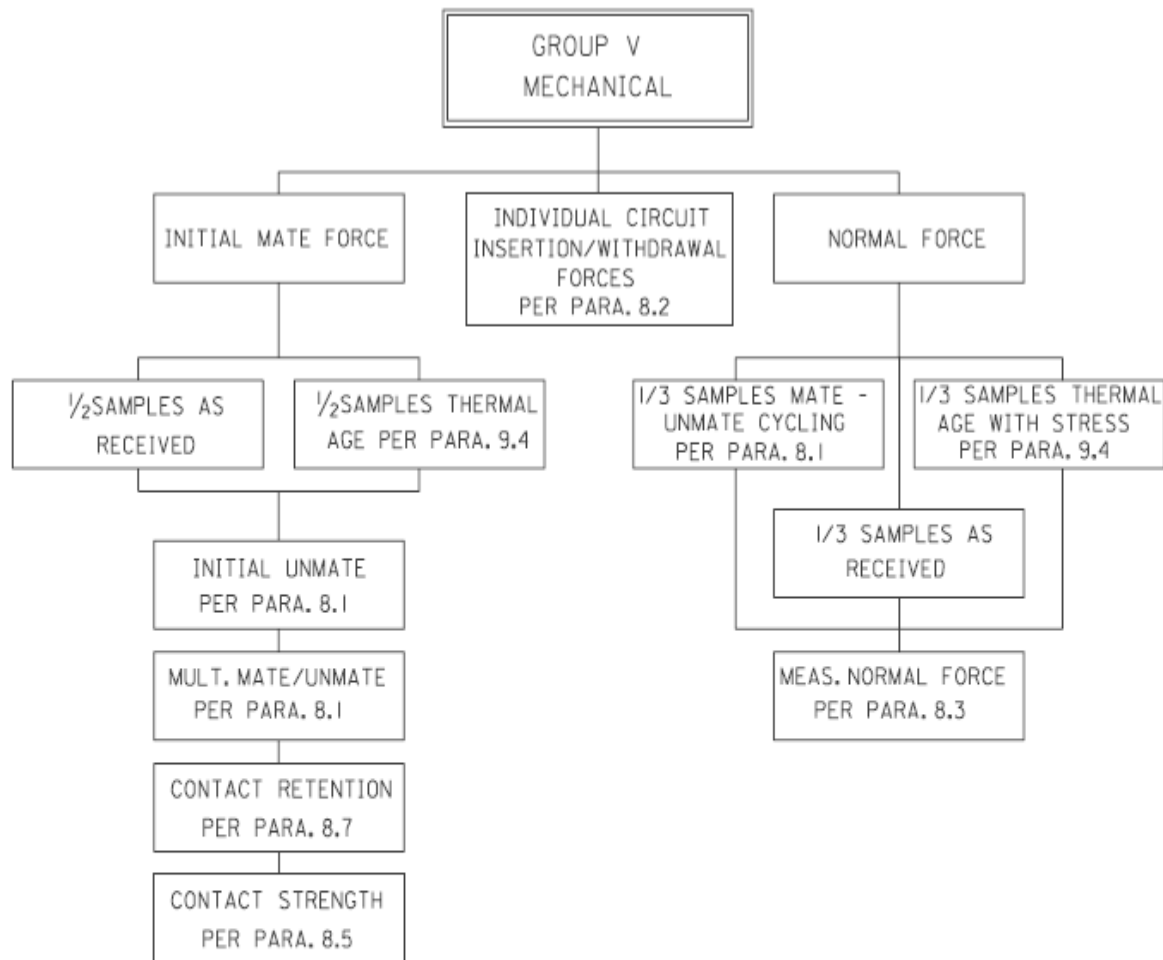 GROUP V
MECHANICAL
INITIAL MATE FORCE
INDIVIDUAL CIRCUIT
INSERTION/WITHDRAWAL
FORCES
PER PARA. 8.2
NORMAL FORCE
1/2 SAMPLES AS
RECEIVED
1/2 SAMPLES THERMAL
AGE PER PARA. 9.4
1/3 SAMPLES MATE -
UNMATE CYCLING
PER PARA. 8.1
1/3 SAMPLES THERMAL
AGE WITH STRESS
PER PARA. 9.4
1/3 SAMPLES AS
RECEIVED
INITIAL UNMATE
PER PARA. 8.1
MULT. MATE/UNMATE
PER PARA. 8.1
MEAS. NORMAL FORCE
PER PARA. 8.3
CONTACT RETENTION
PER PARA. 8.7
CONTACT STRENGTH
PER PARA. 8.5